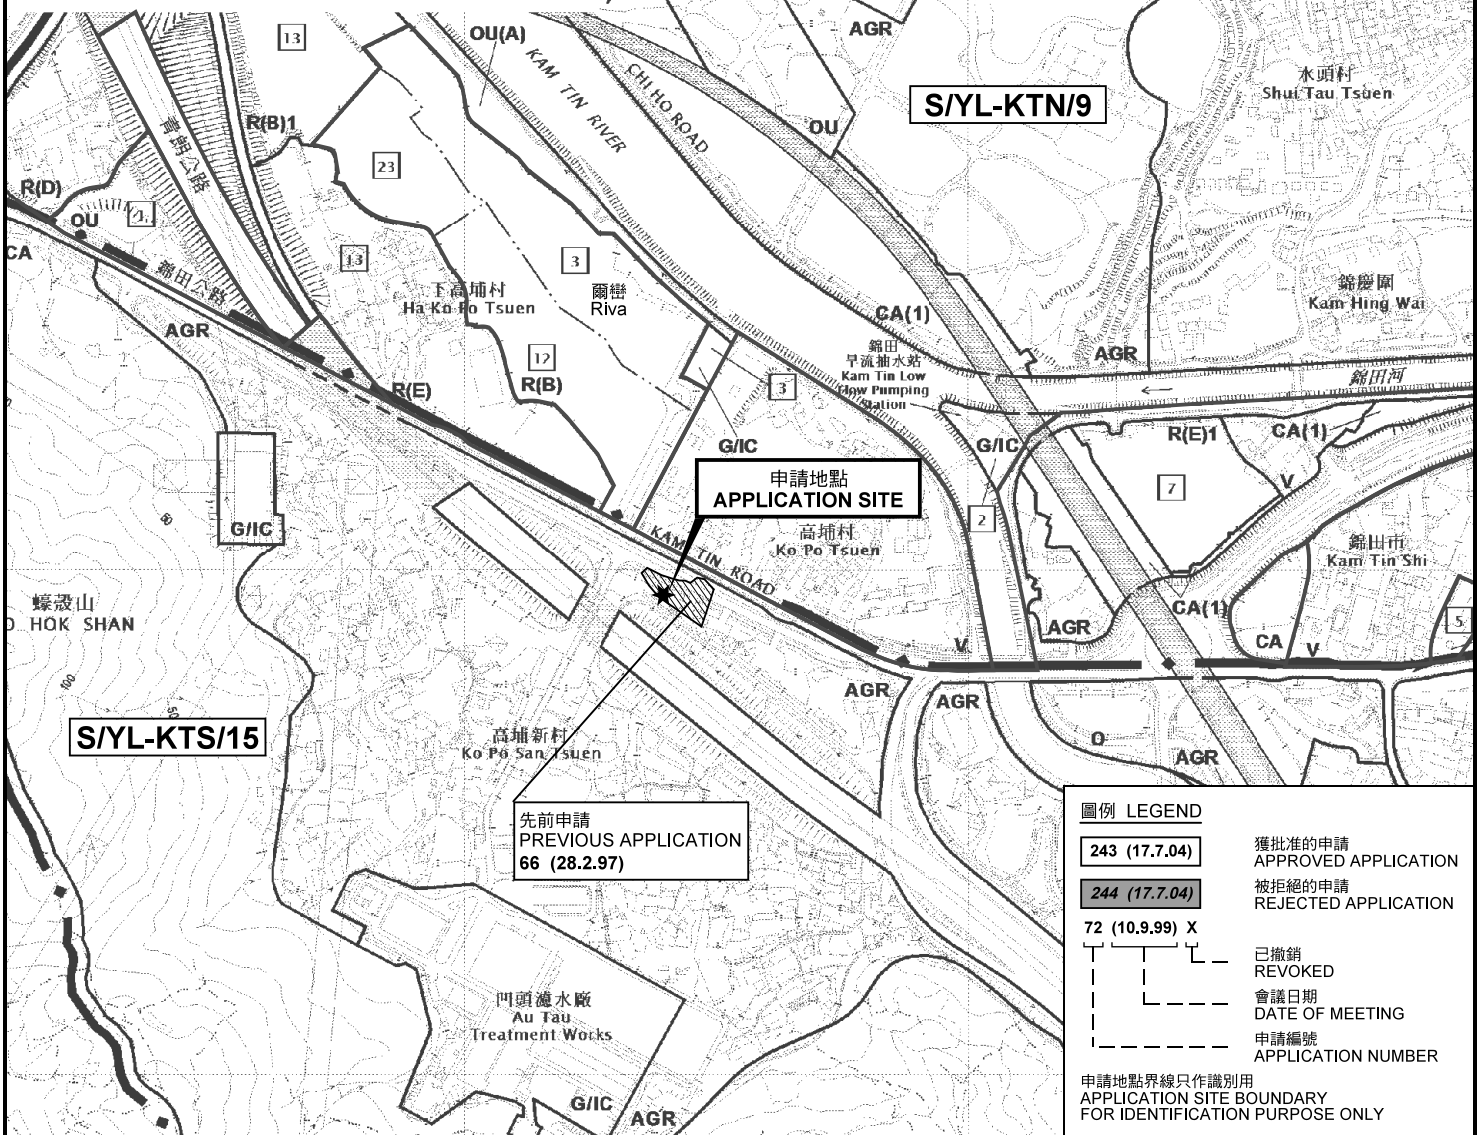 13
OU(A)
AGR
KAM TIN RIVER
CHI HO ROAD
S/YL-KTN/9
水頭村
Shui Tau Tsuen
青朗公路
R(B)1
OU
23
R(D)
OU
CA
13
錦田公路
AGR
下高埔村
Ha Ko Po Tsuen
3
爾巒
Riva
CA(1)
錦慶圍
Kam Hing Wai
AGR
錦田
旱流抽水站
Kam Tin Low
Flow Pumping
Station
錦田河
12
R(B)
R(E)
3
G/IC
G/IC
R(E)1
CA(1)
V
7
申請地點
APPLICATION SITE
2
G/IC
60
高埔村
Ko Po Tsuen
KAM TIN ROAD
錦田市
Kam Tin Shi
蠔殼山
HOK SHAN
100
50
CA(1)
5
AGR
CA
V
V
AGR
AGR
S/YL-KTS/15
高埔新村
Ko Po San Tsuen
O
AGR
先前申請
PREVIOUS APPLICATION
66 (28.2.97)
凹頭濾水廠
Au Tau
Treatment Works
G/IC
AGR
圖例 LEGEND
243 (17.7.04)
獲批准的申請
APPROVED APPLICATION
244 (17.7.04)
被拒絕的申請
REJECTED APPLICATION
72 (10.9.99) X
已撤銷
REVOKED
會議日期
DATE OF MEETING
申請編號
APPLICATION NUMBER
申請地點界線只作識別用
APPLICATION SITE BOUNDARY
FOR IDENTIFICATION PURPOSE ONLY